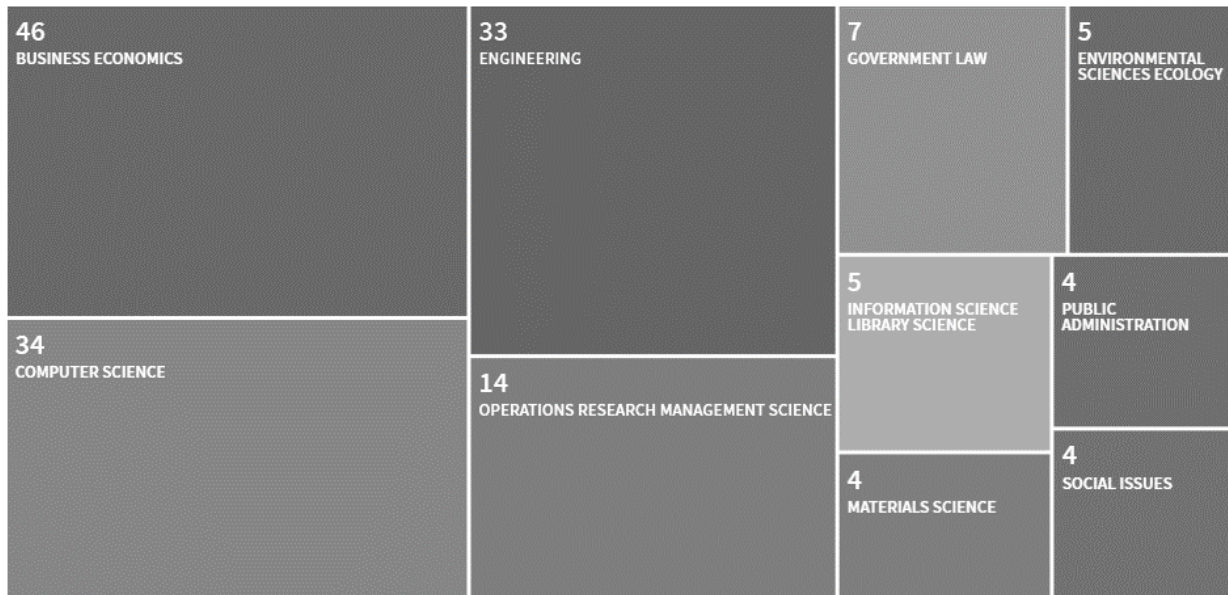 46
BUSINESS ECONOMICS
34
COMPUTER SCIENCE
33
ENGINEERING
14
OPERATIONS RESEARCH MANAGEMENT SCIENCE
7
GOVERNMENT LAW
5
ENVIRONMENTAL
SCIENCES ECOLOGY
5
INFORMATION SCIENCE
LIBRARY SCIENCE
4
PUBLIC
ADMINISTRATION
4
MATERIALS SCIENCE
4
SOCIAL ISSUES